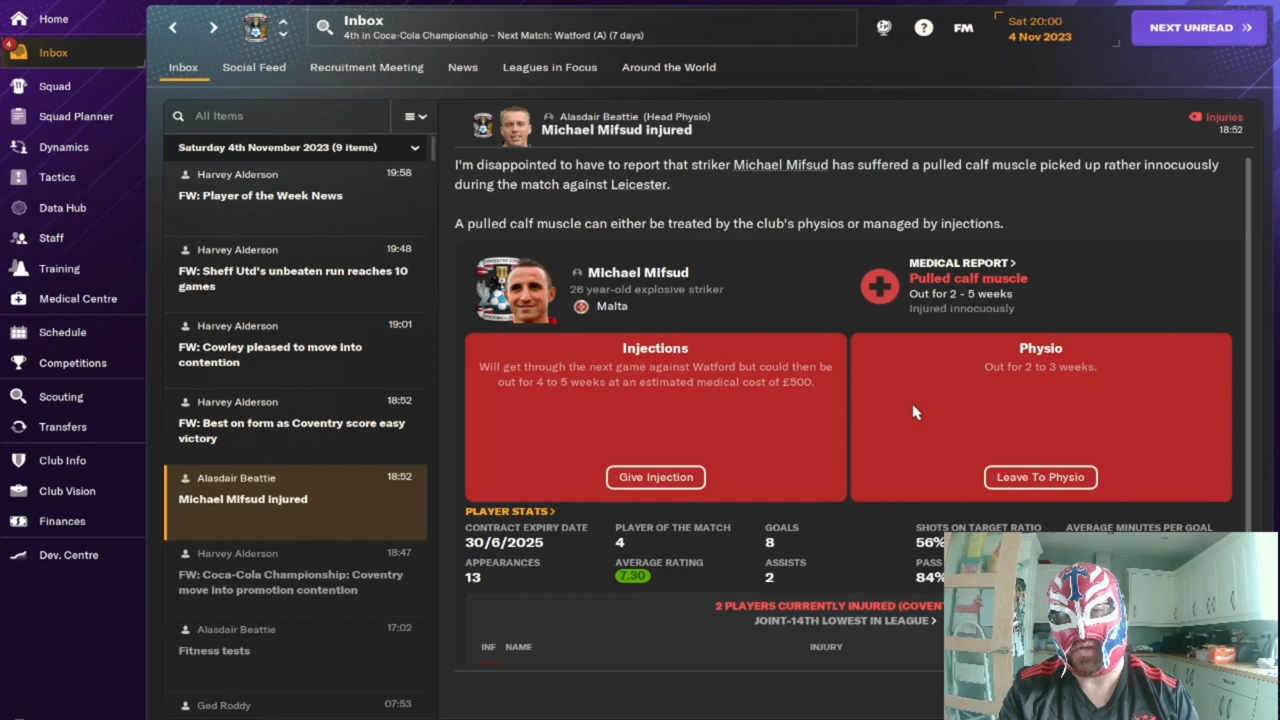 Home
4
Inbox
Squad
Squad Planner
Dynamics
Tactics
Data Hub
Staff
Training
Medical Centre
Schedule
Competitions
Scouting
Transfers
Club Info
Club Vision
Finances
Dev. Centre
Inbox
4th in Coca-Cola Championship - Next Match: Watford (A) (7 days)
?
FM
Sat 20:00
4 Nov 2023
NEXT UNREAD
Inbox
Social Feed
Recruitment Meeting
News
Leagues in Focus
Around the World
All Items
Saturday 4th November 2023 (9 items)
Harvey Alderson 19:58
FW: Player of the Week News
Harvey Alderson 19:48
FW: Sheff Utd's unbeaten run reaches 10
games
Harvey Alderson 19:01
FW: Cowley pleased to move into
contention
Harvey Alderson 18:52
FW: Best on form as Coventry score easy
victory
Alasdair Beattie 18:52
Michael Mifsud injured
Harvey Alderson 18:47
FW: Coca-Cola Championship: Coventry
move into promotion contention
Alasdair Beattie 17:02
Fitness tests
Ged Roddy 07:53
Alasdair Beattie (Head Physio)
Michael Mifsud injured
Injuries
18:52
I'm disappointed to have to report that striker Michael Mifsud has suffered a pulled calf muscle picked up rather innocuously
during the match against Leicester.
A pulled calf muscle can either be treated by the club's physios or managed by injections.
Michael Mifsud
26 year-old explosive striker
Malta
MEDICAL REPORT >
Pulled calf muscle
Out for 2 - 5 weeks
Injured innocuously
Injections
Will get through the next game against Watford but could then be
out for 4 to 5 weeks at an estimated medical cost of £500.
Give Injection
Physio
Out for 2 to 3 weeks.
Leave To Physio
PLAYER STATS >
CONTRACT EXPIRY DATE PLAYER OF THE MATCH GOALS SHOTS ON TARGET RATIO AVERAGE MINUTES PER GOAL
30/6/2025 4 8 56%
APPEARANCES AVERAGE RATING ASSISTS PASS
13 7.30 2 84%
2 PLAYERS CURRENTLY INJURED (COVEN
JOINT-14TH LOWEST IN LEAGUE >
INF NAME INJURY